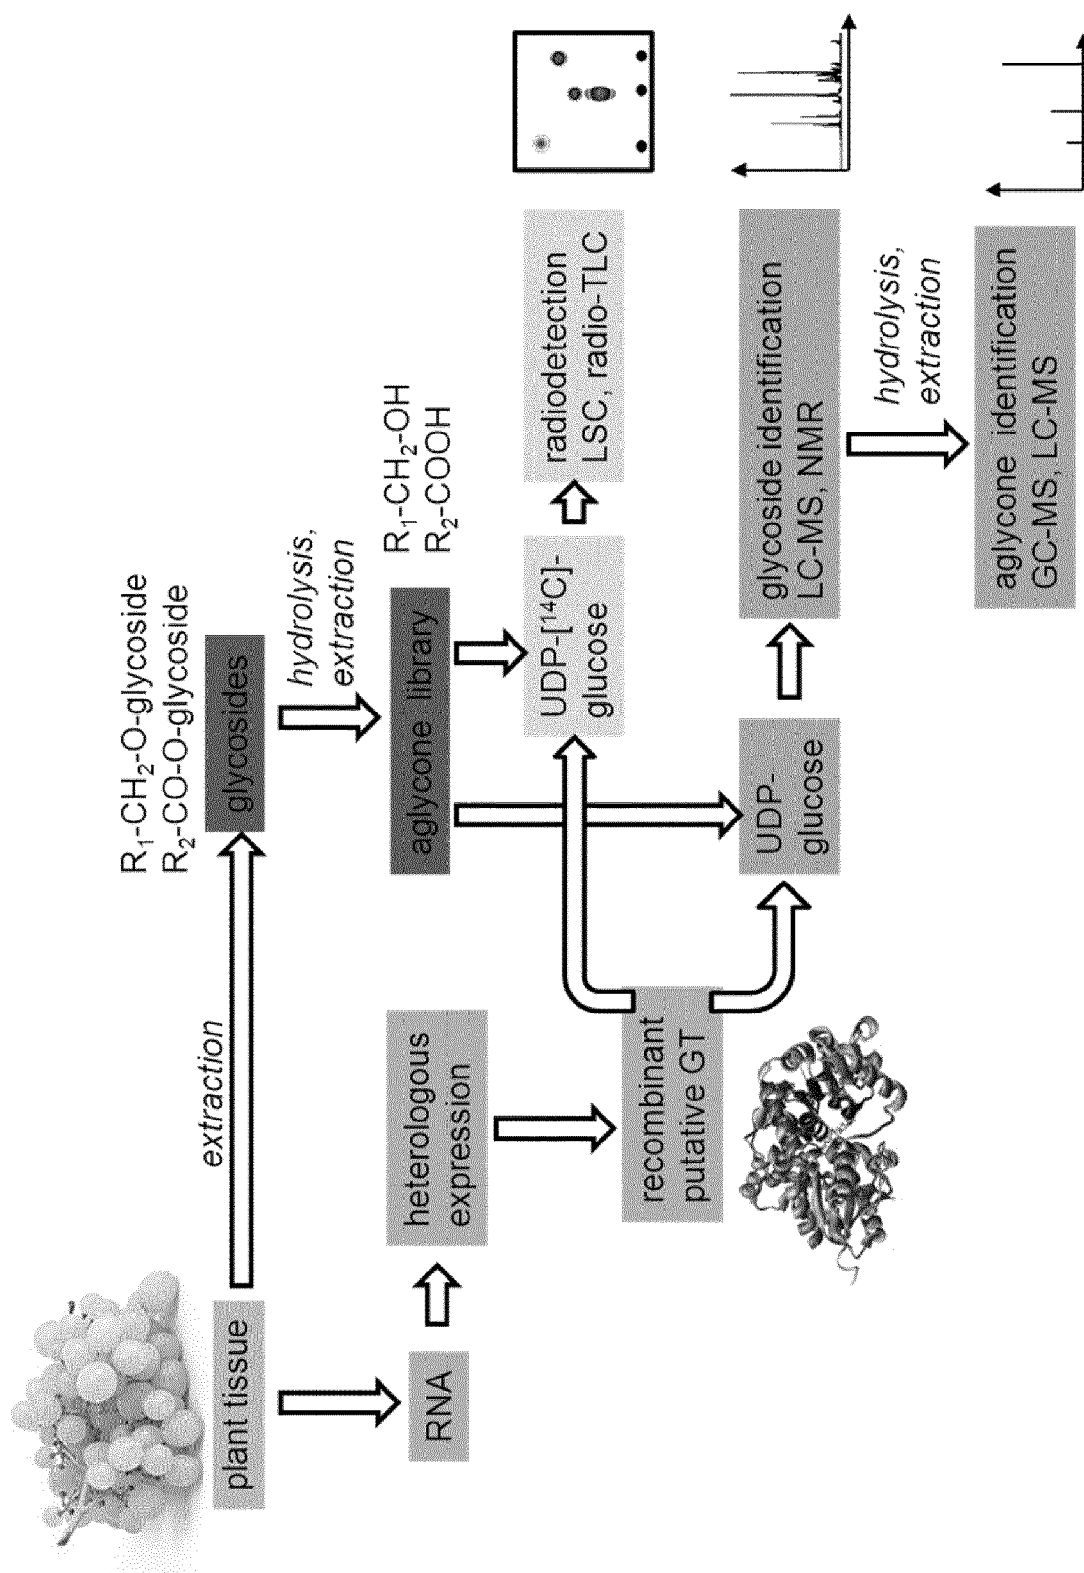 R₁-CH₂-O-glycoside
R₂-CO-O-glycoside
plant tissue
extraction
glycosides
hydrolysis,
extraction
RNA
heterologous
expression
aglycone library
R₁-CH₂-OH
R₂-COOH
recombinant
putative GT
UDP-[¹⁴C]-
glucose
radiodetection
LSC, radio-TLC
UDP-
glucose
glycoside identification
LC-MS, NMR
hydrolysis,
extraction
aglycone identification
GC-MS, LC-MS